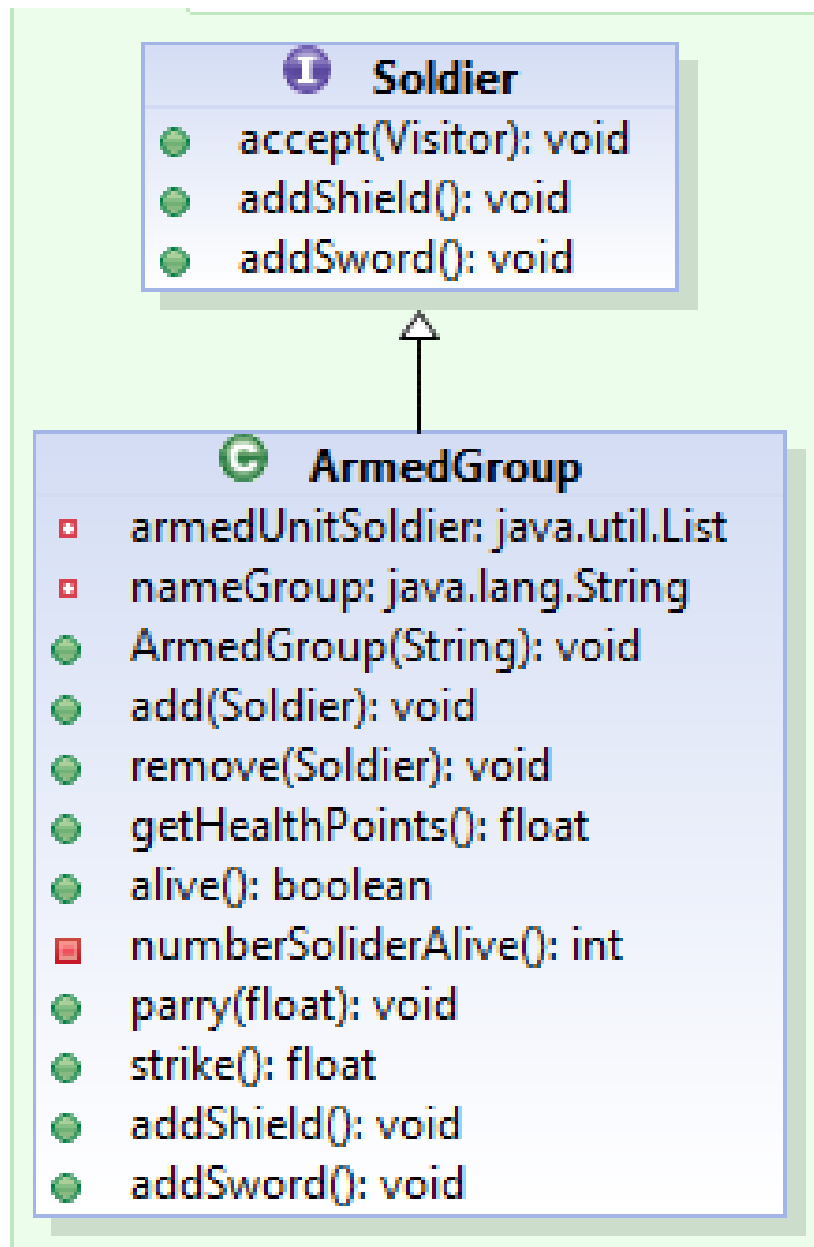 I Soldier
accept(Visitor): void
addShield(): void
addSword(): void
C ArmedGroup
armedUnitSoldier: java.util.List
nameGroup: java.lang.String
ArmedGroup(String): void
add(Soldier): void
remove(Soldier): void
getHealthPoints(): float
alive(): boolean
numberSoliderAlive(): int
parry(float): void
strike(): float
addShield(): void
addSword(): void